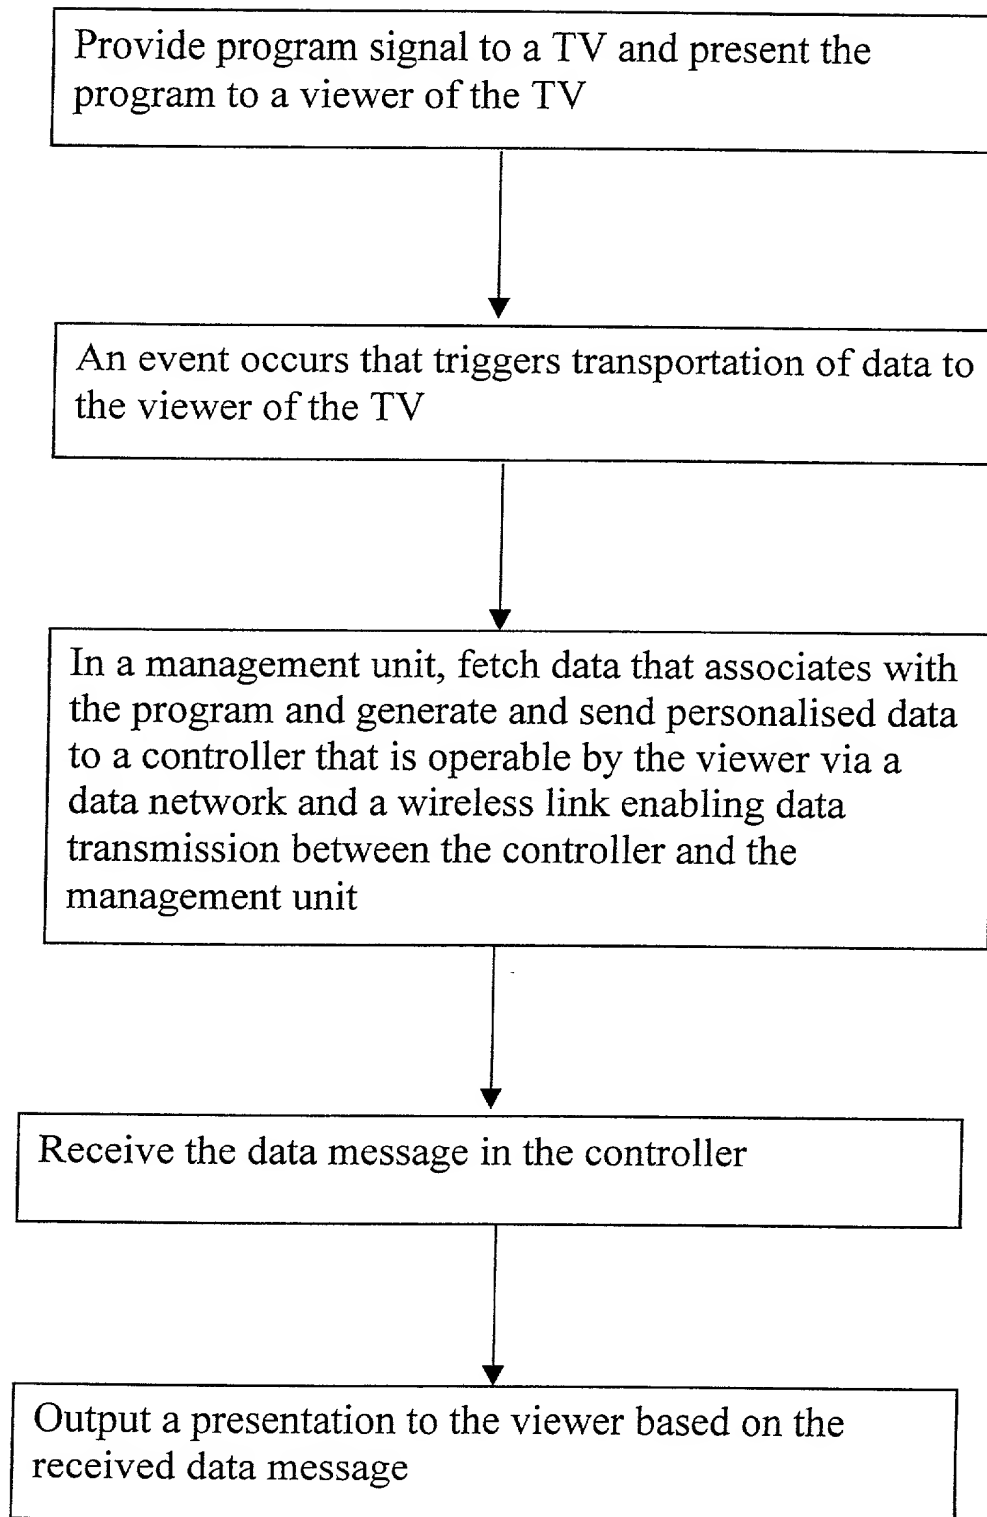 Provide program signal to a TV and present the
program to a viewer of the TV
An event occurs that triggers transportation of data to
the viewer of the TV
In a management unit, fetch data that associates with
the program and generate and send personalised data
to a controller that is operable by the viewer via a
data network and a wireless link enabling data
transmission between the controller and the
management unit
Receive the data message in the controller
Output a presentation to the viewer based on the
received data message